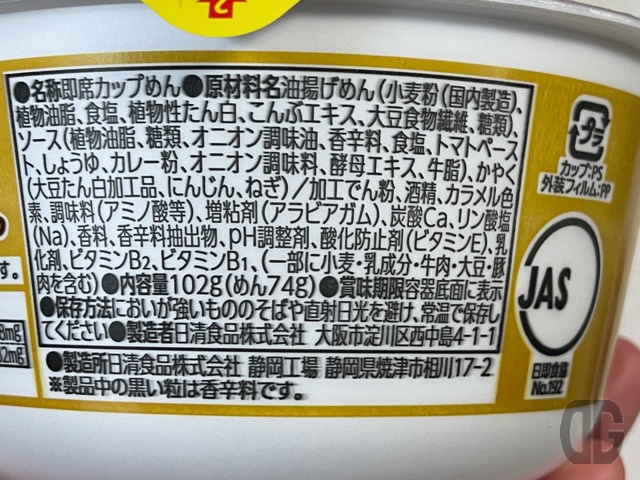 ●名称即席カップめん●原材料名油揚げめん(小麦粉(国内製造)、
植物油脂、食塩、植物性たん白、こんぶエキス、大豆食物繊維、糖類)、
ソース(植物油脂、糖類、オニオン調味油、香辛料、食塩、トマトペース
ト、しょうゆ、カレー粉、オニオン調味料、酵母エキス、牛脂)、かやく
(大豆たん白加工品、にんじん、ねぎ)/加工でん粉、酒精、カラメル色
素、調味料(アミノ酸等)、増粘剤(アラビアガム)、炭酸Ca、リン酸塩
(Na)、香料、香辛料抽出物、pH調整剤、酸化防止剤(ビタミンE)、乳
化剤、ビタミンB2、ビタミンB1、(一部に小麦・乳成分・牛肉・大豆・豚
肉を含む)●内容量102g(めん74g)●賞味期限容器底面に表示
●保存方法においが強いもののそばや直射日光を避け、常温で保存し
てください●製造者日清食品株式会社 大阪市淀川区西中島4-1-1
●製造所日清食品株式会社 静岡工場 静岡県焼津市相川17-2
※製品中の黒い粒は香辛料です。
プラ
カップ:PS
外装フィルム:PP
JAS
日即食協
No.192
す。
8mg
2mg
DG